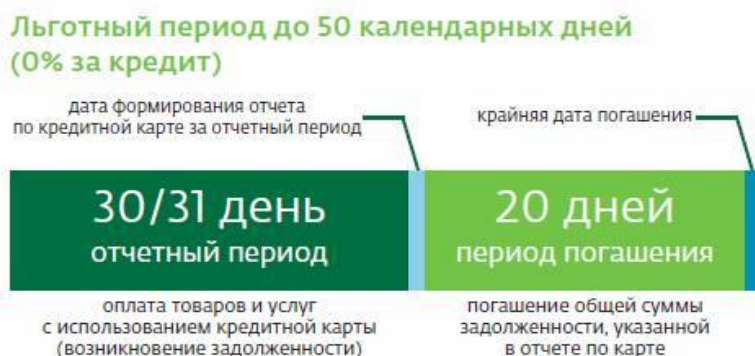 Льготный период до 50 календарных дней
(0% за кредит)
дата формирования отчета
по кредитной карте за отчетный период
крайняя дата погашения
30/31 день
отчетный период
20 дней
период погашения
оплата товаров и услуг
с использованием кредитной карты
(возникновение задолженности)
погашение общей суммы
задолженности, указанной
в отчете по карте